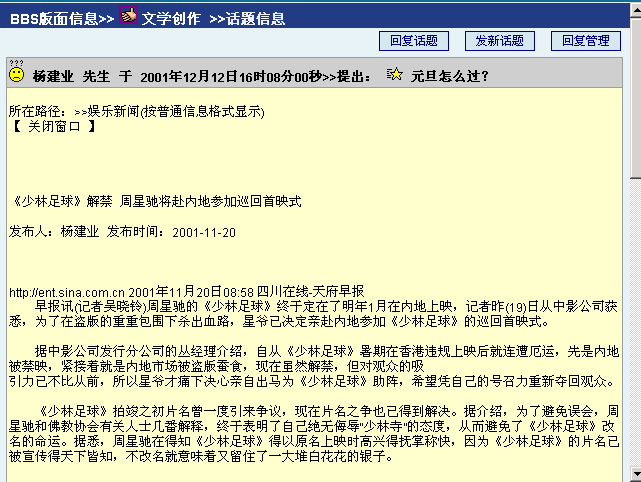 BBS版面信息>> 文学创作 >>话题信息
回复话题 发新话题 回复管理
???
杨建业 先生 于 2001年12月12日16时08分00秒>>提出： 元旦怎么过?
所在路径: >>娱乐新闻(按普通信息格式显示)
【 关闭窗口 】
《少林足球》解禁 周星驰将赴内地参加巡回首映式
发布人: 杨建业 发布时间: 2001-11-20
http://ent.sina.com.cn 2001年11月20日08:58 四川在线-天府早报
早报讯(记者吴晓铃)周星驰的《少林足球》终于定在了明年1月在内地上映，记者昨(19)日从中影公司获
悉，为了在盗版的重重包围下杀出血路，星爷已决定亲赴内地参加《少林足球》的巡回首映式。
据中影公司发行分公司的丛经理介绍，自从《少林足球》暑期在香港违规上映后就连遭厄运，先是内地
被禁映，紧接着就是内地市场被盗版蚕食，现在虽然解禁，但对观众的吸
引力已不比从前，所以星爷才痛下决心亲自出马为《少林足球》助阵，希望凭自己的号召力重新夺回观众。
《少林足球》拍竣之初片名曾一度引来争议，现在片名之争也已得到解决。据介绍，为了避免误会，周
星驰和佛教协会有关人士几番解释，终于表明了自己绝无侮辱"少林寺"的态度，从而避免了《少林足球》改
名的命运。据悉，周星驰在得知《少林足球》得以原名上映时高兴得抚掌称快，因为《少林足球》的片名已
被宣传得天下皆知，不改名就意味着又留住了一大堆白花花的银子。